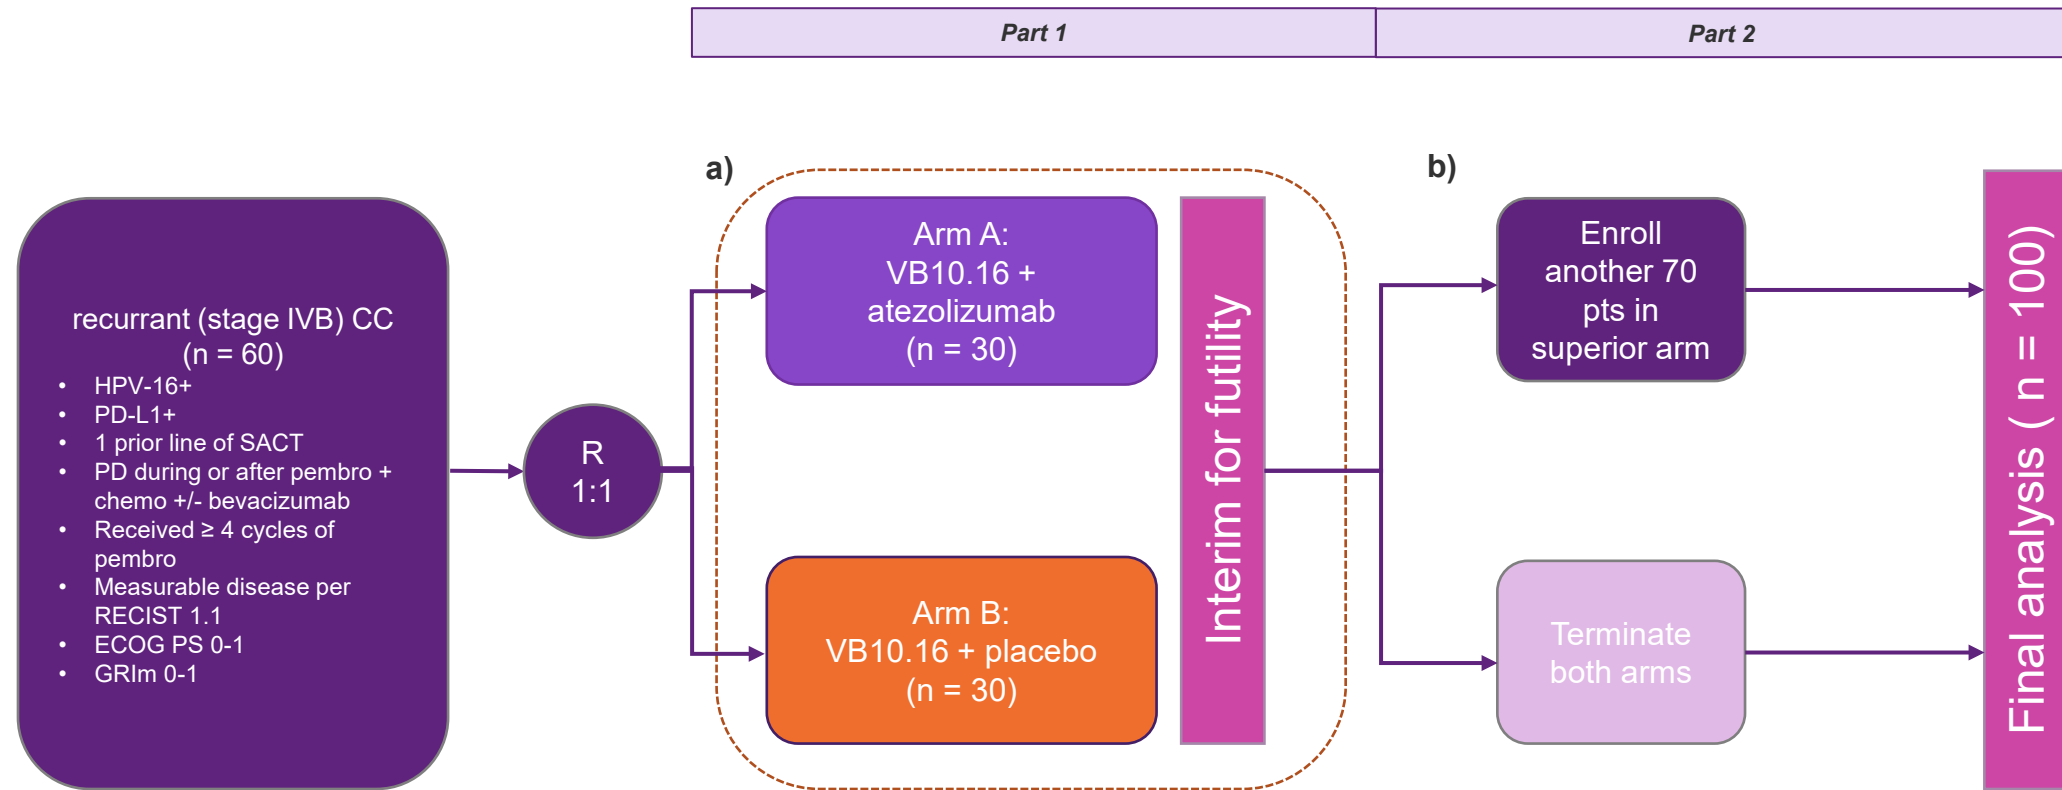 Part 1
Part 2
a)
b)
recurrant (stage IVB) CC
(n = 60)
• HPV-16+
• PD-L1+
• 1 prior line of SACT
• PD during or after pembro +
chemo +/- bevacizumab
• Received ≥ 4 cycles of
pembro
• Measurable disease per
RECIST 1.1
• ECOG PS 0-1
• GRIm 0-1
R
1:1
Arm A:
VB10.16 +
atezolizumab
(n = 30)
Arm B:
VB10.16 + placebo
(n = 30)
Interim for futility
Enroll
another 70
pts in
superior arm
Terminate
both arms
Final analysis ( n = 100)